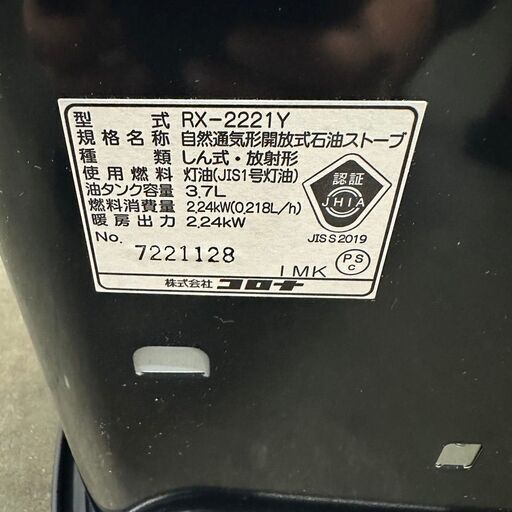 型式 RX-2221Y
規格名称 自然通気形開放式石油ストーブ
種類 しん式・放射形
使用燃料 灯油(JIS1号灯油)
油タンク容量 3.7L
燃料消費量 2.24kW(0.218L/h)
暖房出力 2.24kW
No. 7221128
認証
JHIA
JIS S 2019
1MK
PS
C
株式会社 コロナ